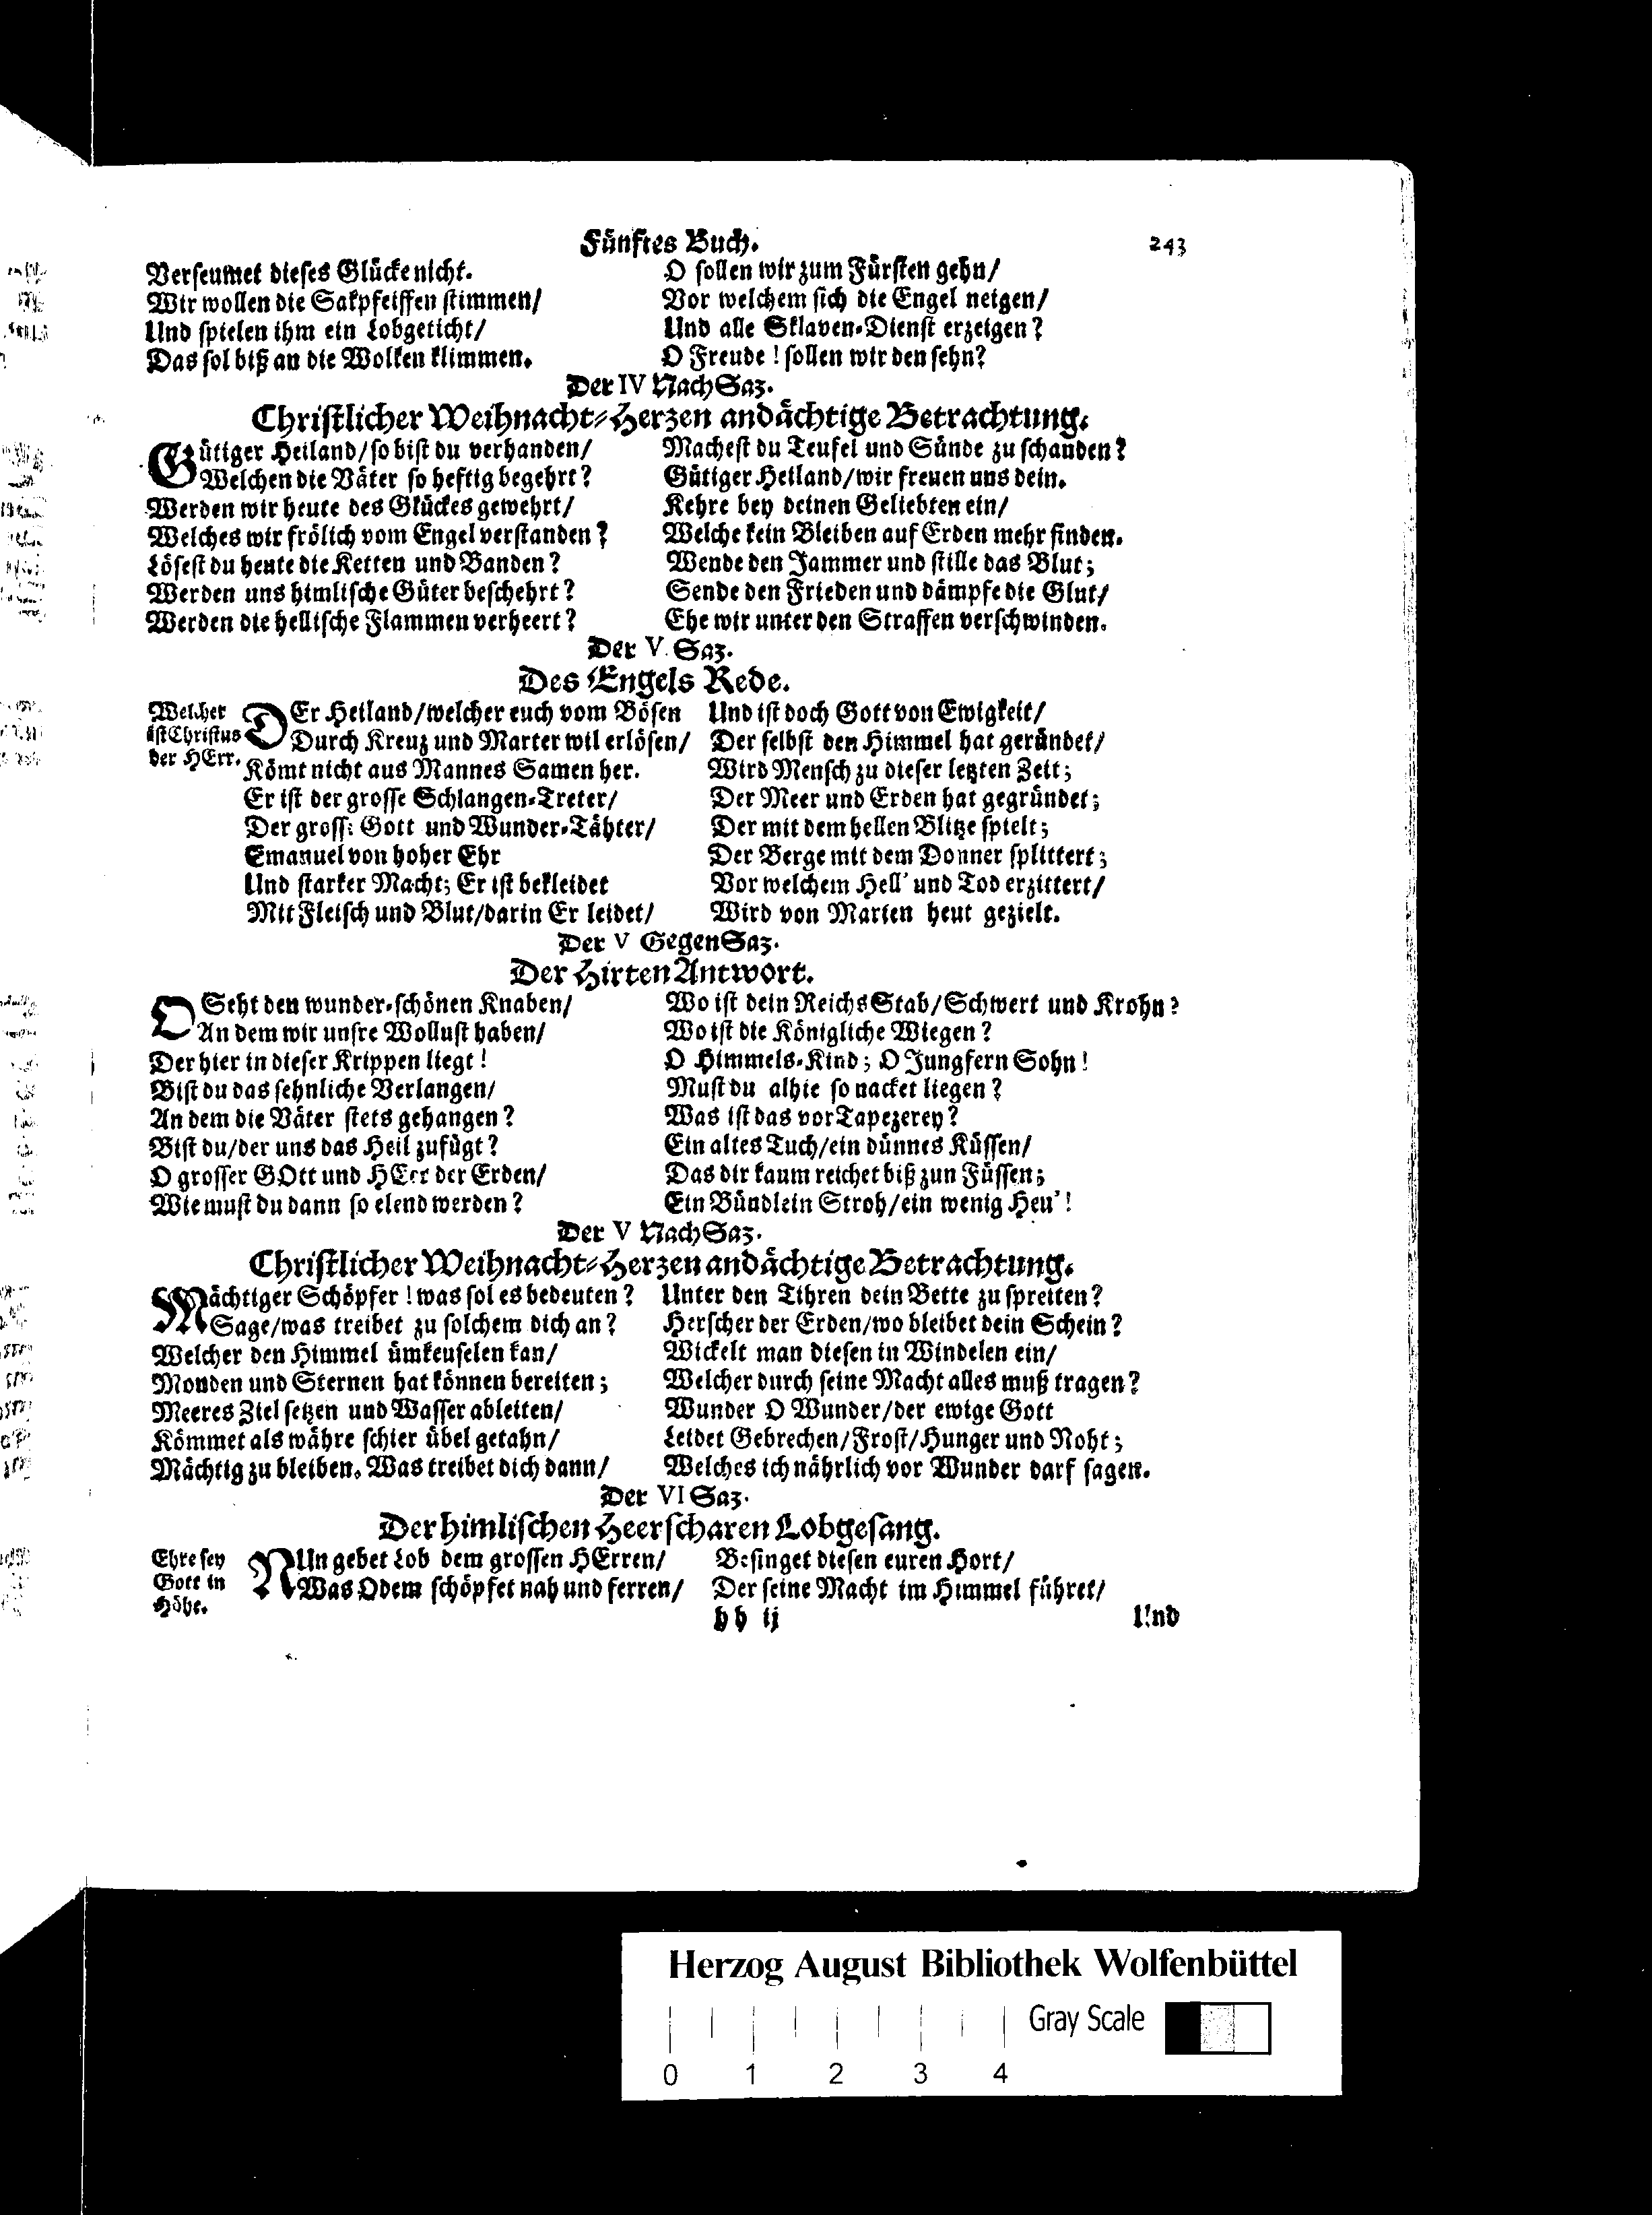 Fünftes Buch. 243
Verseumet dieses Glücke nicht.
Wir wollen die Sakpfeiffen stimmen/
Und spielen ihm ein Lobgeticht/
Das sol biß an die Wolken klimmen.
O sollen wir zum Fürsten gehn/
Vor welchem sich die Engel neigen/
Und alle Sklaven-Dienst erzeigen?
O Freude! sollen wir den sehn?
Der IV NachSaz.
Christlicher Weihnacht-Herzen andächtige Betrachtung.
Gütiger Heiland/so bist du verhanden/
Welchen die Väter so heftig begehrt?
Werden wir heute des Glückes gewehrt/
Welches wir frölich vom Engel verstanden?
Lösest du heute die Ketten und Banden?
Werden uns himlische Güter beschehrt?
Werden die hellische Flammen verheert?
Machest du Teufel und Sünde zu schanden?
Gütiger Heiland/wir freuen uns dein.
Kehre bey deinen Geliebten ein/
Welche kein Bleiben auf Erden mehr finden.
Wende den Jammer und stille das Blut;
Sende den Frieden und dämpfe die Glut/
Ehe wir unter den Straffen verschwinden.
Der V. Saz.
Des Engels Rede.
Welcher
ist Christus
der HErr.
DEr Heiland/welcher euch vom Bösen
Durch Kreuz und Marter wil erlösen/
Kömt nicht aus Mannes Samen her.
Er ist der grosse Schlangen-Treter/
Der grosse Gott und Wunder-Tähter/
Emanuel von hoher Ehr
Und starker Macht; Er ist bekleidet
Mit Fleisch und Blut/darin Er leidet/
Und ist doch Gott von Ewigkeit/
Der selbst den Himmel hat geründet/
Wird Mensch zu dieser letzten Zeit;
Der Meer und Erden hat gegründet;
Der mit dem hellen Blitze spielt;
Der Berge mit dem Donner splittert;
Vor welchem Hell' und Tod erzittert/
Wird von Marien heut gezielt.
Der V GegenSaz.
Der Hirten Antwort.
O Seht den wunder-schönen Knaben/
An dem wir unsre Wollust haben/
Der hier in dieser Krippen liegt!
Bist du das sehnliche Verlangen/
An dem die Väter stets gehangen?
Bist du/der uns das Heil zufügt?
O grosser GOtt und HErr der Erden/
Wie must du dann so elend werden?
Wo ist dein ReichsStab/Schwert und Krohn?
Wo ist die Königliche Wiegen?
O Himmels-Kind; O Jungfern Sohn!
Must du alhie so nacket liegen?
Was ist das vor Tapezerey?
Ein altes Tuch/ein dünnes Küssen/
Das dir kaum reichet biß zun Füssen;
Ein Bündlein Stroh/ein wenig Heu'!
Der V NachSaz.
Christlicher Weihnacht-Herzen andächtige Betrachtung.
Mächtiger Schöpfer! was sol es bedeuten?
Sage/was treibet zu solchem dich an?
Welcher den Himmel ümkeuselen kan/
Monden und Sternen hat können bereiten;
Meeres Ziel setzen und Wasser ableiten/
Kömmet als währe schier übel getahn/
Mächtig zu bleiben. Was treibet dich dann/
Unter den Tihren dein Bette zu spreiten?
Herscher der Erden/wo bleibet dein Schein?
Wickelt man diesen in Windelen ein/
Welcher durch seine Macht alles muß tragen?
Wunder O Wunder/der ewige Gott
Leidet Gebrechen/Frost/Hunger und Noht;
Welches ich nährlich vor Wunder darf sagen.
Der VI Saz.
Der himlischen Heerscharen Lobgesang.
Ehre sey
Gott in
Höhe.
NUn gebet Lob dem grossen HErren/
Was Odem schöpfet nah und ferren/
Besinget diesen euren Hort/
Der seine Macht im Himmel führet/
hh ij Und
Herzog August Bibliothek Wolfenbüttel
Gray Scale
0 1 2 3 4